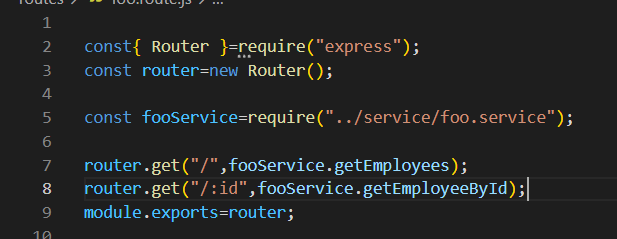 routes > foo.route.js > ...
1
2 const{ Router }=require("express");
3 const router=new Router();
4
5 const fooService=require("../service/foo.service");
6
7 router.get("/",fooService.getEmployees);
8 router.get("/:id",fooService.getEmployeeById);
9 module.exports=router;
10